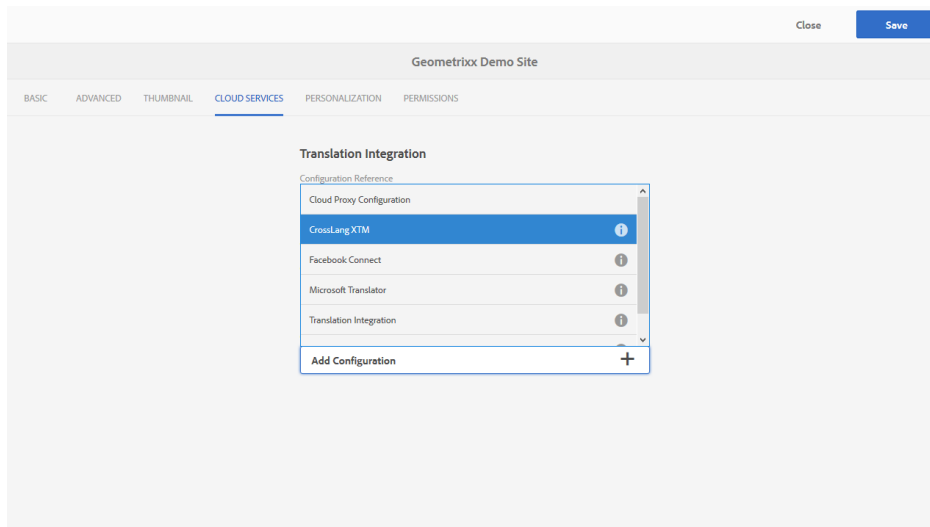 Close Save
Geometrixx Demo Site
BASIC ADVANCED THUMBNAIL CLOUD SERVICES PERSONALIZATION PERMISSIONS
Translation Integration
Configuration Reference
Cloud Proxy Configuration
CrossLang XTM
Facebook Connect
Microsoft Translator
Translation Integration
Add Configuration